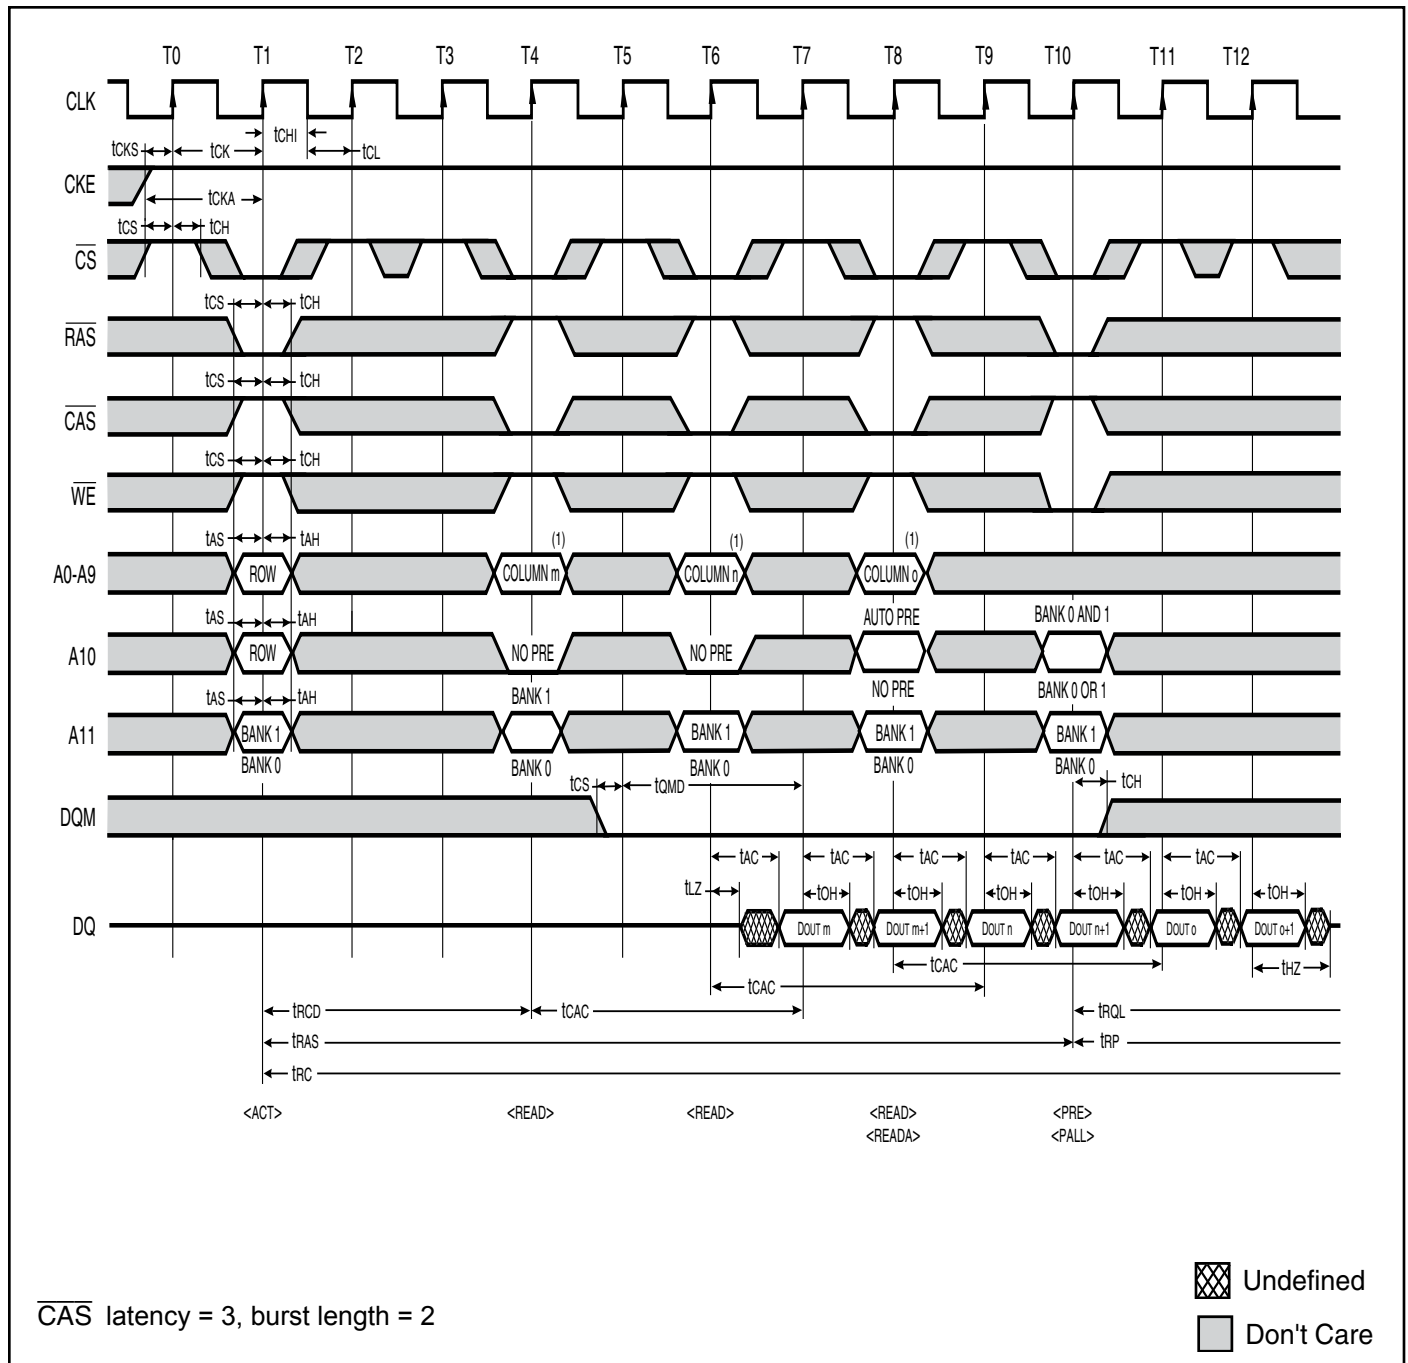 T0 T1 T2 T3 T4 T5 T6 T7 T8 T9 T10 T11 T12
CLK
tCHI
tCKS tCK tCL
CKE
tCKA
tCS tCH
CS
tCS tCH
RAS
tCS tCH
CAS
tCS tCH
WE
tAS tAH (1) (1) (1)
A0-A9 ROW COLUMN m COLUMN n COLUMN o
tAS tAH AUTO PRE BANK 0 AND 1
A10 ROW NO PRE NO PRE
tAS tAH BANK 1 NO PRE BANK 0 OR 1
A11 BANK 1 BANK 1 BANK 1 BANK 1
BANK 0 BANK 0 BANK 0 BANK 0 BANK 0
tCS tQMD tCH
DQM
tAC tAC tAC tAC tAC tAC
tLZ tOH tOH tOH tOH tOH tOH
DQ DOUT m DOUT m+1 DOUT n DOUT n+1 DOUT o DOUT o+1
tCAC tHZ
tCAC
tRCD tCAC tRQL
tRAS tRP
tRC
<ACT> <READ> <READ> <READ> <PRE>
<READA> <PALL>
Undefined
CAS latency = 3, burst length = 2
Don't Care